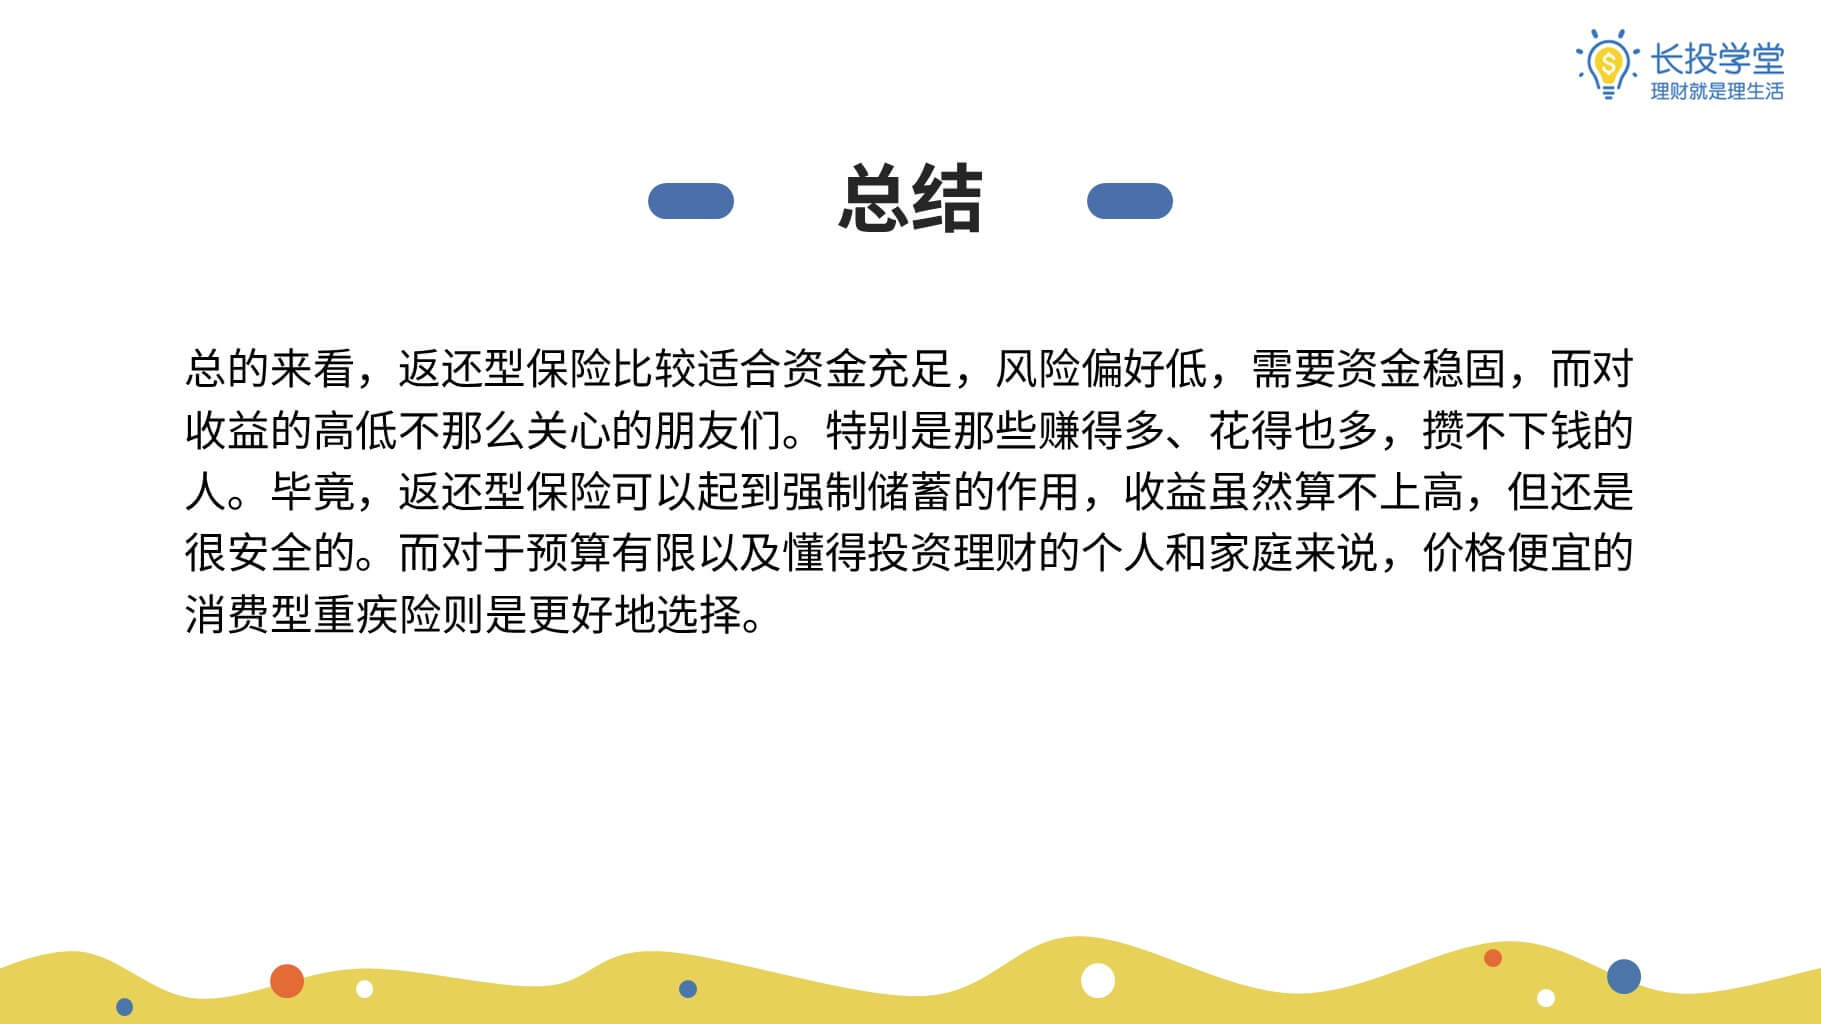 长投学堂
理财就是理生活
总结
总的来看，返还型保险比较适合资金充足，风险偏好低，需要资金稳固，而对
收益的高低不那么关心的朋友们。特别是那些赚得多、花得也多，攒不下钱的
人。毕竟，返还型保险可以起到强制储蓄的作用，收益虽然算不上高，但还是
很安全的。而对于预算有限以及懂得投资理财的个人和家庭来说，价格便宜的
消费型重疾险则是更好地选择。